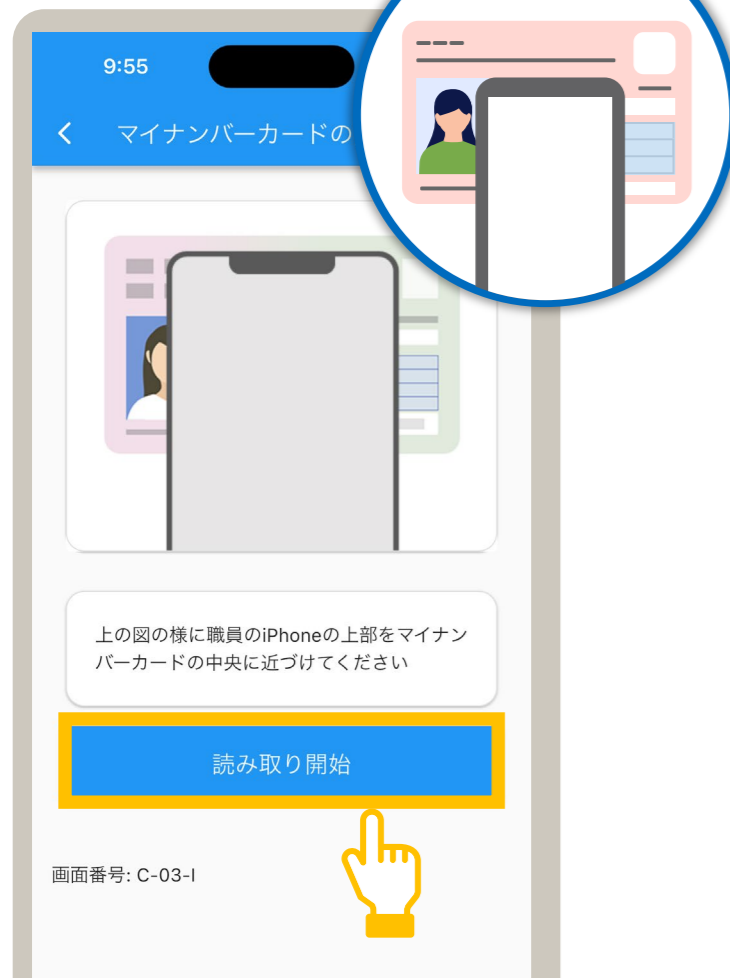 9:55
マイナンバーカードの
上の図の様に職員のiPhoneの上部をマイナン
バーカードの中央に近づけてください
読み取り開始
画面番号: C-03-I